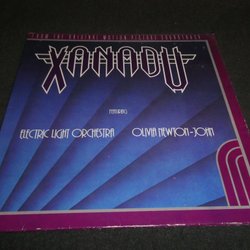 FROM THE ORIGINAL MOTION PICTURE SOUNDTRACK
XANADU
FEATURING
ELECTRIC LIGHT ORCHESTRA OLIVIA NEWTON-JOHN